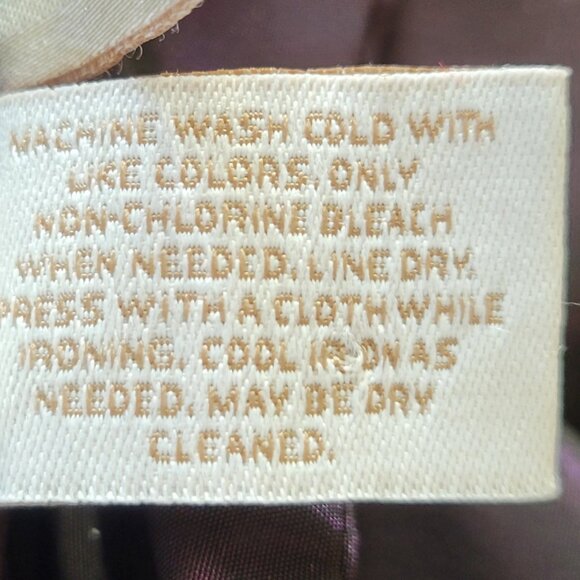 MACHINE WASH COLD WITH
LIKE COLORS. ONLY
NON-CHLORINE BLEACH
WHEN NEEDED. LINE DRY.
PRESS WITH A CLOTH WHILE
IRONING. COOL IRON AS
NEEDED. MAY BE DRY
CLEANED.